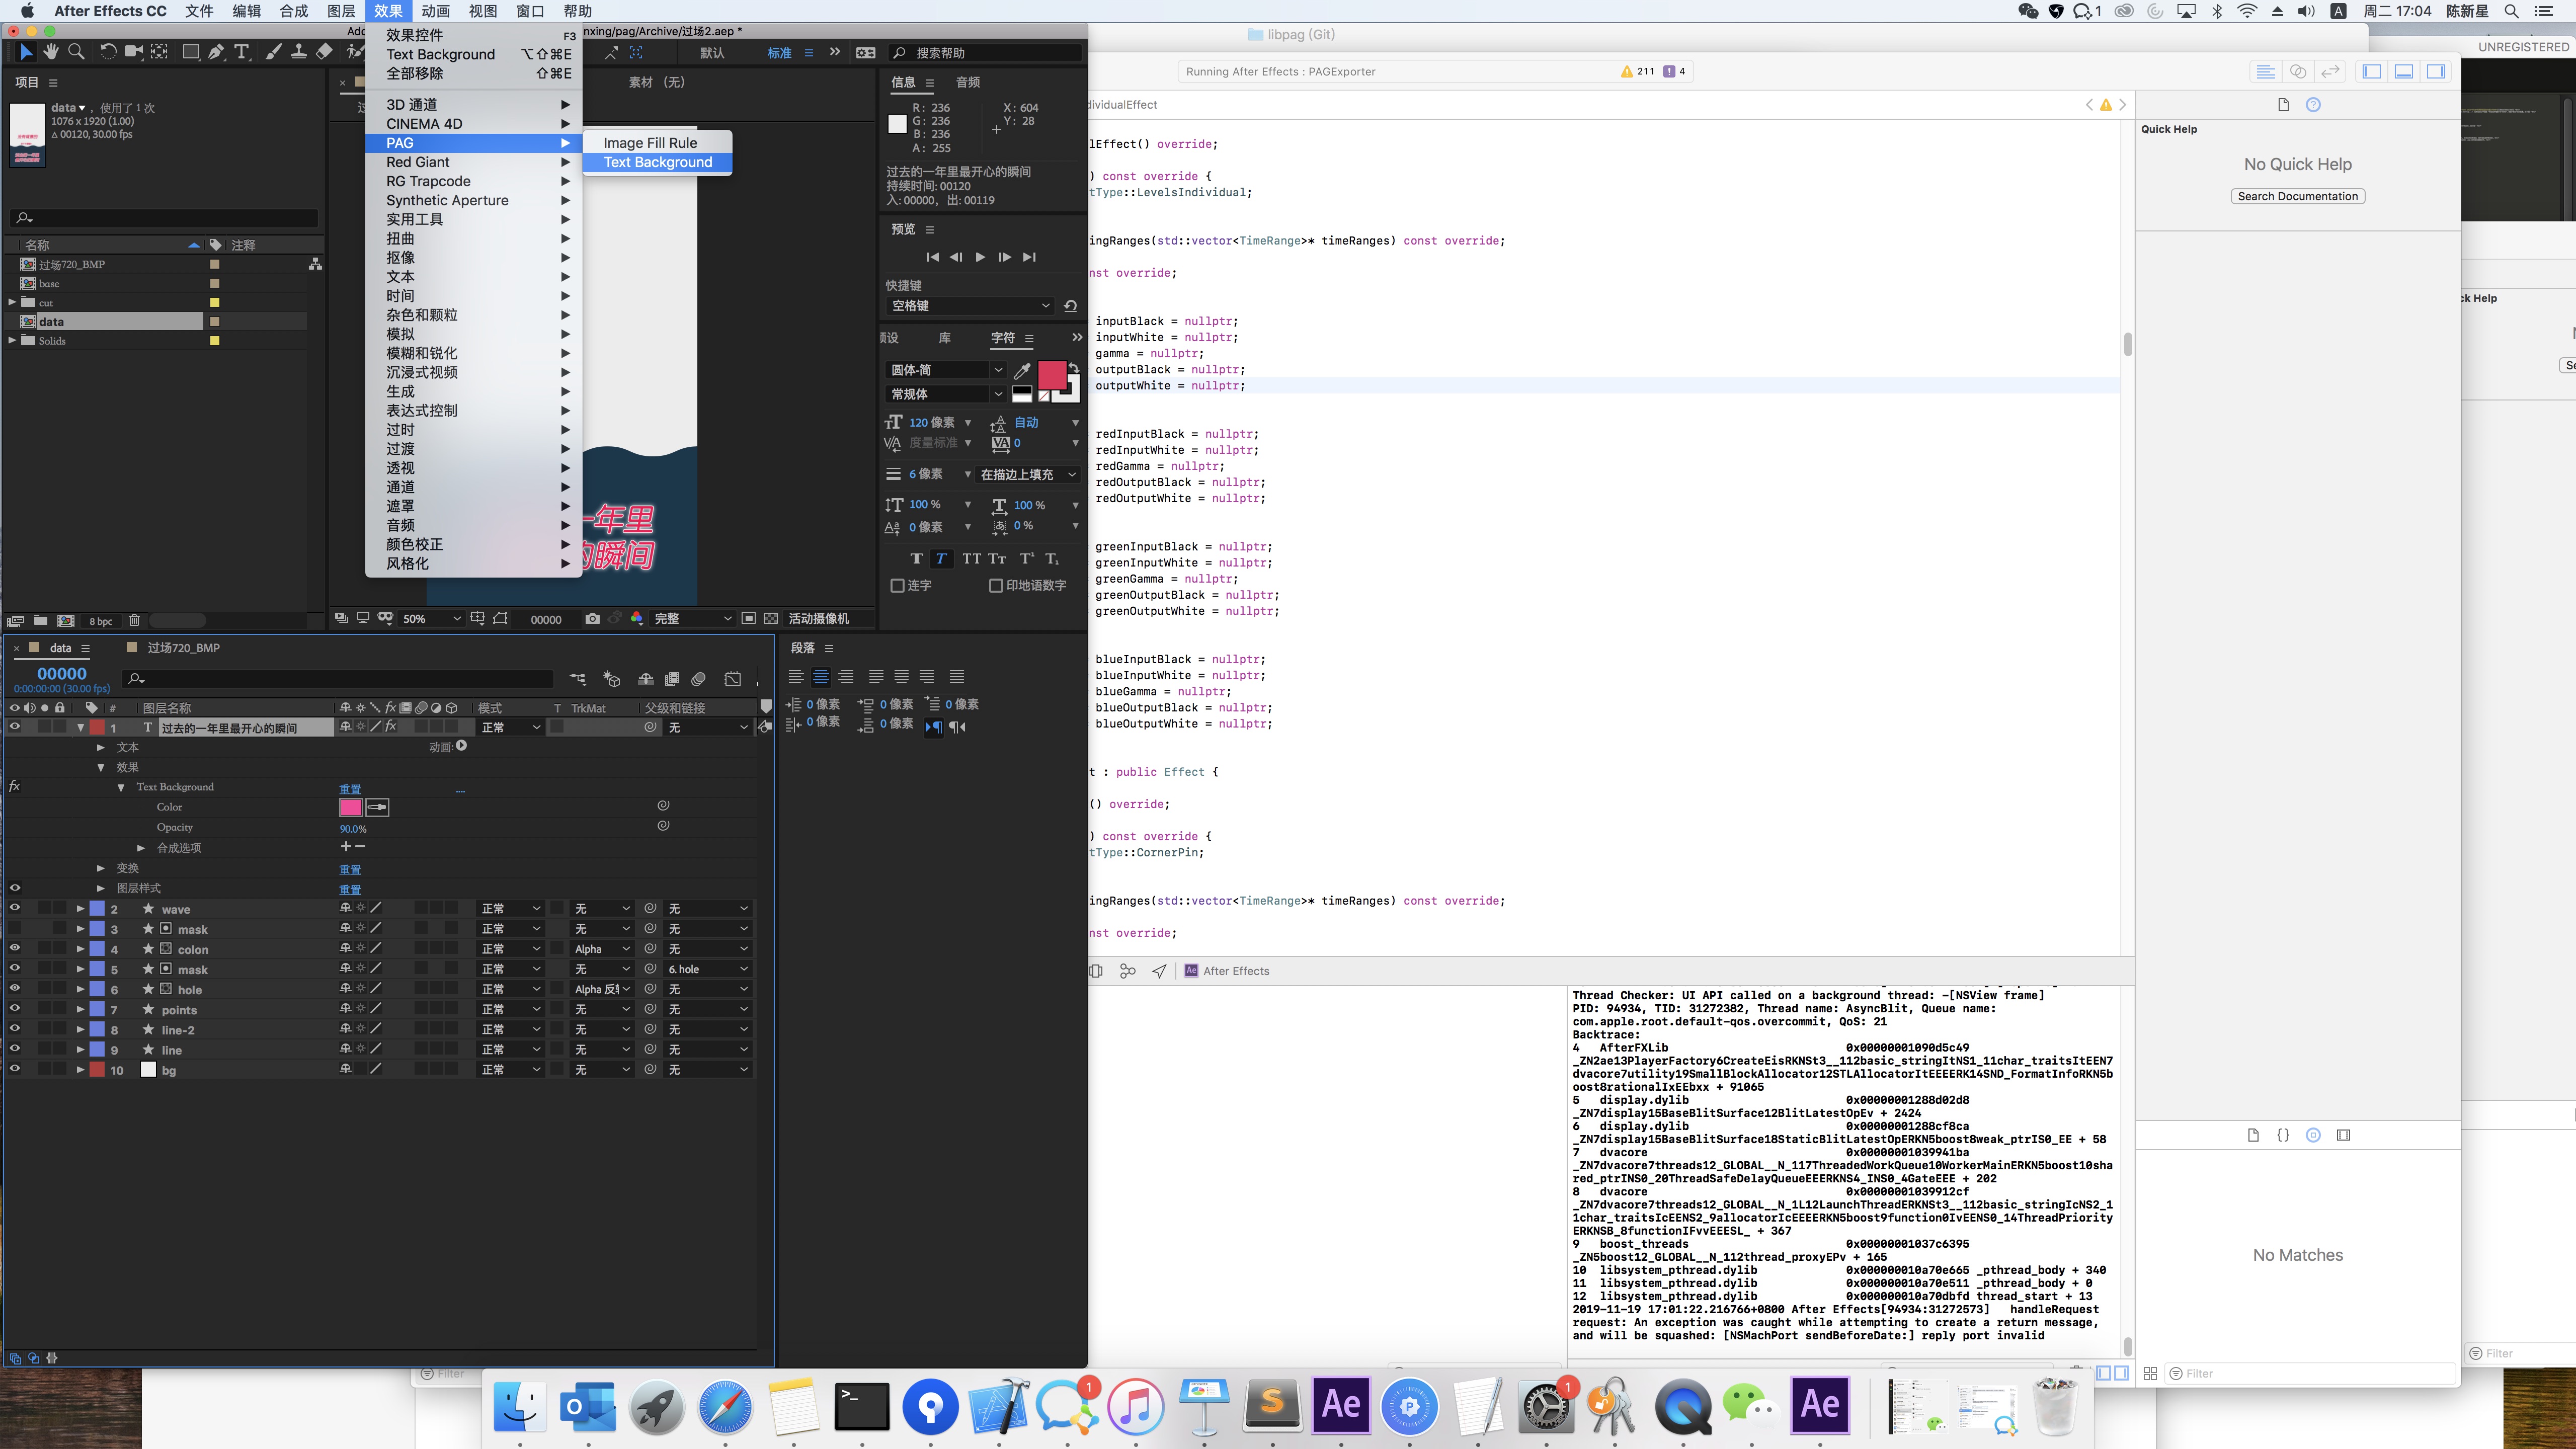 After Effects CC 文件 编辑 合成 图层 效果 动画 视图 窗口 帮助
1 周二 17:04 陈新星
nxing/pag/Archive/过场2.aep *
libpag (Git)
UNREGISTERED
默认 标准 搜索帮助
Running After Effects : PAGExporter 211 4
效果控件 F3
Text Background ⌥⇧⌘E
全部移除 ⇧⌘E
3D 通道
CINEMA 4D
PAG
Red Giant
RG Trapcode
Synthetic Aperture
实用工具
扭曲
抠像
文本
时间
杂色和颗粒
模拟
模糊和锐化
沉浸式视频
生成
表达式控制
过时
过渡
透视
通道
遮罩
音频
颜色校正
风格化
Image Fill Rule
Text Background
项目
data ，使用了 1 次
1076 x 1920 (1.00)
Δ 00120, 30.00 fps
名称 注释
过场720_BMP
base
cut
data
Solids
8 bpc
素材 （无）
一年里
的瞬间
50% 00000 完整 活动摄像机
信息 音频
R: 236
G: 236
B: 236
A: 255
X: 604
Y: 28
过去的一年里最开心的瞬间
持续时间: 00120
入: 00000，出: 00119
预览
快捷键
空格键
库 字符
圆体-简
常规体
120 像素 自动
度量标准 0
6 像素 在描边上填充
100 % 100 %
0 像素 0 %
连字 印地语数字
data 过场720_BMP
00000
0:00:00:00 (30.00 fps)
# 图层名称 模式 T TrkMat 父级和链接
1 T 过去的一年里最开心的瞬间 正常 无
文本 动画:
效果
fx Text Background 重置 ....
Color
Opacity 90.0%
合成选项 + −
变换 重置
图层样式 重置
2 wave 正常 无 无
3 mask 正常 无 无
4 colon 正常 Alpha 无
5 mask 正常 无 6. hole
6 hole 正常 Alpha 反 无
7 points 正常 无 无
8 line-2 正常 无 无
9 line 正常 无 无
10 bg 正常 无 无
段落
0 像素 0 像素 0 像素
0 像素 0 像素
dividualEffect
lEffect() override;
) const override {
tType::LevelsIndividual;
ingRanges(std::vector<TimeRange>* timeRanges) const override;
nst override;
inputBlack = nullptr;
inputWhite = nullptr;
gamma = nullptr;
outputBlack = nullptr;
outputWhite = nullptr;
redInputBlack = nullptr;
redInputWhite = nullptr;
redGamma = nullptr;
redOutputBlack = nullptr;
redOutputWhite = nullptr;
greenInputBlack = nullptr;
greenInputWhite = nullptr;
greenGamma = nullptr;
greenOutputBlack = nullptr;
greenOutputWhite = nullptr;
blueInputBlack = nullptr;
blueInputWhite = nullptr;
blueGamma = nullptr;
blueOutputBlack = nullptr;
blueOutputWhite = nullptr;
t : public Effect {
() override;
) const override {
tType::CornerPin;
ingRanges(std::vector<TimeRange>* timeRanges) const override;
nst override;
After Effects
Thread Checker: UI API called on a background thread: -[NSView frame]
PID: 94934, TID: 31272382, Thread name: AsyncBlit, Queue name:
com.apple.root.default-qos.overcommit, QoS: 21
Backtrace:
4 AfterFXLib 0x00000001090d5c49
_ZN2ae13PlayerFactory6CreateEisRKNSt3__112basic_stringItNS1_11char_traitsItEEN7
dvacore7utility19SmallBlockAllocator12STLAllocatorItEEEERK14SND_FormatInfoRKN5b
oost8rationalIxEEbxx + 91065
5 display.dylib 0x00000001288d02d8
_ZN7display15BaseBlitSurface12BlitLatestOpEv + 2424
6 display.dylib 0x00000001288cf8ca
_ZN7display15BaseBlitSurface18StaticBlitLatestOpERKN5boost8weak_ptrIS0_EE + 58
7 dvacore 0x00000001039941ba
_ZN7dvacore7threads12_GLOBAL__N_117ThreadedWorkQueue10WorkerMainERKN5boost10sha
red_ptrINS0_20ThreadSafeDelayQueueEEERKNS4_INS0_4GateEEE + 202
8 dvacore 0x00000001039912cf
_ZN7dvacore7threads12_GLOBAL__N_1L12LaunchThreadERKNSt3__112basic_stringIcNS2_1
1char_traitsIcEENS2_9allocatorIcEEEERKN5boost9function0IvEENS0_14ThreadPriority
ERKNSB_8functionIFvvEEESL_ + 367
9 boost_threads 0x00000001037c6395
_ZN5boost12_GLOBAL__N_112thread_proxyEPv + 165
10 libsystem_pthread.dylib 0x000000010a70e665 _pthread_body + 340
11 libsystem_pthread.dylib 0x000000010a70e511 _pthread_body + 0
12 libsystem_pthread.dylib 0x000000010a70dbfd thread_start + 13
2019-11-19 17:01:22.216766+0800 After Effects[94934:31272573] handleRequest
request: An exception was caught while attempting to create a return message,
and will be squashed: [NSMachPort sendBeforeDate:] reply port invalid
Quick Help
No Quick Help
Search Documentation
ck Help
No Matches
Filter
Filter
Filter